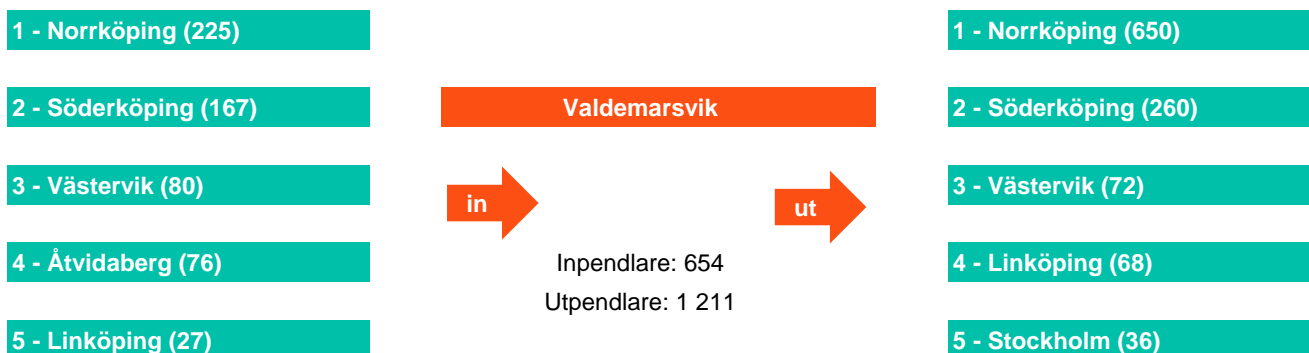 1 - Norrköping (225)
2 - Söderköping (167)
3 - Västervik (80)
4 - Åtvidaberg (76)
5 - Linköping (27)
Valdemarsvik
in
ut
Inpendlare: 654
Utpendlare: 1 211
1 - Norrköping (650)
2 - Söderköping (260)
3 - Västervik (72)
4 - Linköping (68)
5 - Stockholm (36)